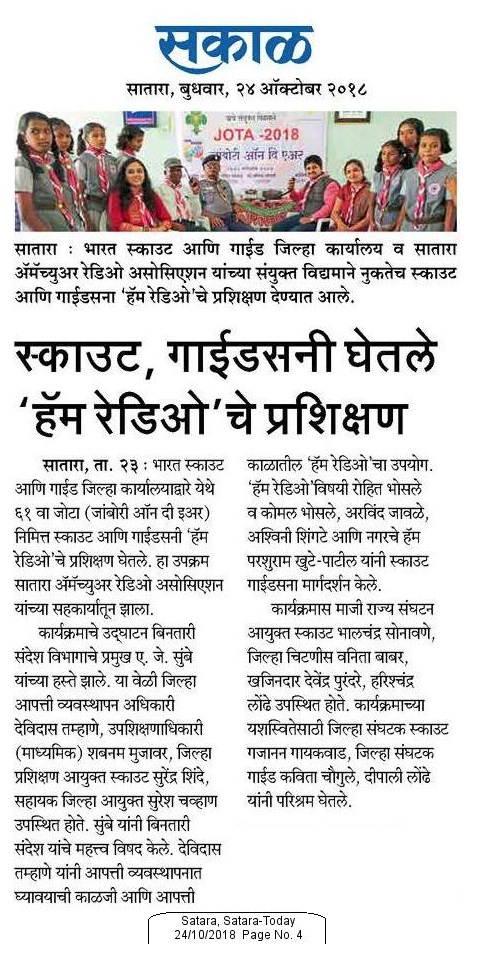 सकाळ
सातारा, बुधवार, २४ ऑक्टोबर २०१८
JOTA -2018
जांबोरी ऑन दि एअर
सातारा : भारत स्काउट आणि गाईड जिल्हा कार्यालय व सातारा
ॲमॅच्युअर रेडिओ असोसिएशन यांच्या संयुक्त विद्यमाने नुकतेच स्काउट
आणि गाईडसना ‘हॅम रेडिओ’चे प्रशिक्षण देण्यात आले.
स्काउट, गाईडसनी घेतले
‘हॅम रेडिओ’चे प्रशिक्षण
सातारा, ता. २३ : भारत स्काउट
आणि गाईड जिल्हा कार्यालयाद्वारे येथे
६१ वा जोटा (जांबोरी ऑन दी इअर)
निमित्त स्काउट आणि गाईडसनी ‘हॅम
रेडिओ’चे प्रशिक्षण घेतले. हा उपक्रम
सातारा ॲमॅच्युअर रेडिओ असोसिएशन
यांच्या सहकार्यातून झाला.
कार्यक्रमाचे उद्‌घाटन बिनतारी
संदेश विभागाचे प्रमुख ए. जे. सुंबे
यांच्या हस्ते झाले. या वेळी जिल्हा
आपत्ती व्यवस्थापन अधिकारी
देविदास तम्हाणे, उपशिक्षणाधिकारी
(माध्यमिक) शबनम मुजावर, जिल्हा
प्रशिक्षण आयुक्त स्काउट सुरेंद्र शिंदे,
सहायक जिल्हा आयुक्त सुरेश चव्हाण
उपस्थित होते. सुंबे यांनी बिनतारी
संदेश यांचे महत्त्व विषद केले. देविदास
तम्हाणे यांनी आपत्ती व्यवस्थापनात
घ्यावयाची काळजी आणि आपत्ती
काळातील ‘हॅम रेडिओ’चा उपयोग.
‘हॅम रेडिओ’विषयी रोहित भोसले
व कोमल भोसले, अरविंद जावळे,
अश्विनी शिंगटे आणि नगरचे हॅम
परशुराम खुटे-पाटील यांनी स्काउट
गाईडसना मार्गदर्शन केले.
कार्यक्रमास माजी राज्य संघटन
आयुक्त स्काउट भालचंद्र सोनावणे,
जिल्हा चिटणीस वनिता बाबर,
खजिनदार देवेंद्र पुरंदरे, हरिश्चंद्र
लोंढे उपस्थित होते. कार्यक्रमाच्या
यशस्वितेसाठी जिल्हा संघटक स्काउट
गजानन गायकवाड, जिल्हा संघटक
गाईड कविता चौगुले, दीपाली लोंढे
यांनी परिश्रम घेतले.
Satara, Satara-Today
24/10/2018 Page No. 4